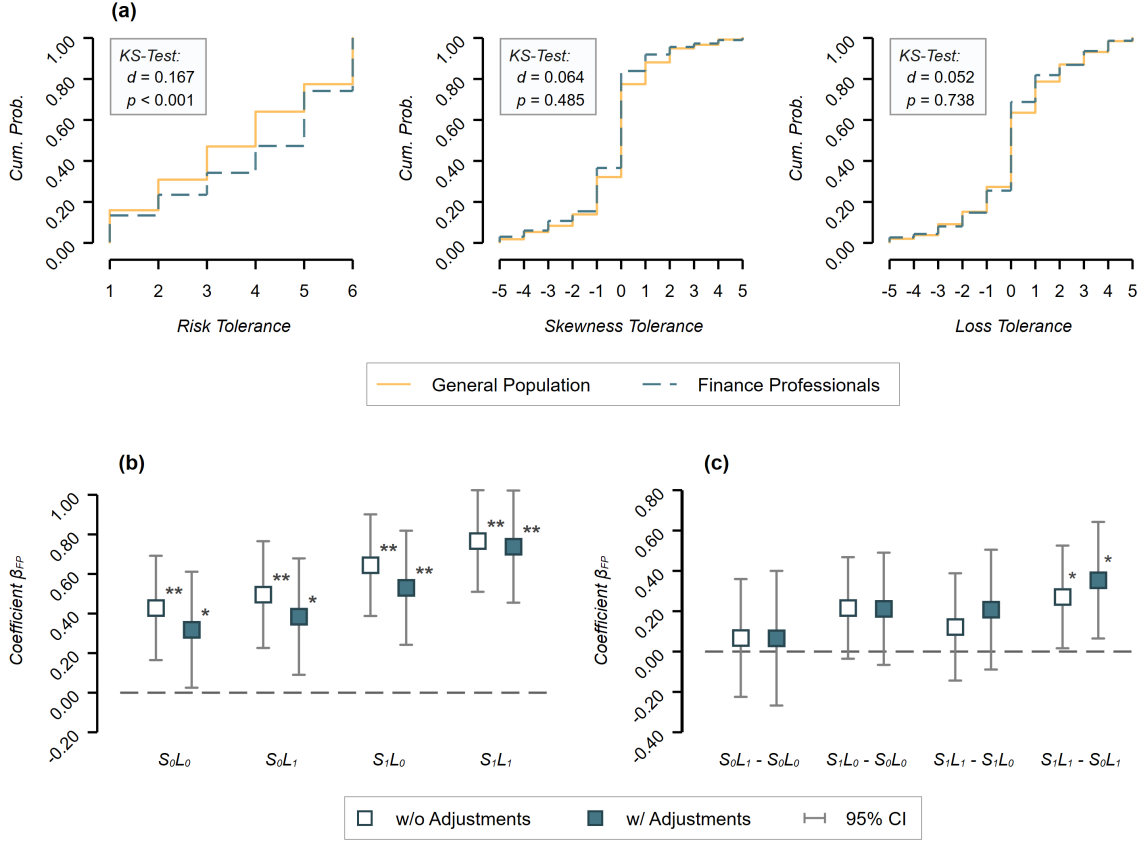 (a)
KS-Test:
d = 0.167
p < 0.001
Cum. Prob.
0.00 0.20 0.40 0.60 0.80 1.00
1 2 3 4 5 6
Risk Tolerance
KS-Test:
d = 0.064
p = 0.485
Cum. Prob.
0.00 0.20 0.40 0.60 0.80 1.00
-5 -4 -3 -2 -1 0 1 2 3 4 5
Skewness Tolerance
KS-Test:
d = 0.052
p = 0.738
Cum. Prob.
0.00 0.20 0.40 0.60 0.80 1.00
-5 -4 -3 -2 -1 0 1 2 3 4 5
Loss Tolerance
General Population Finance Professionals
(b)
Coefficient βFP
-0.20 0.00 0.20 0.40 0.60 0.80 1.00
** * ** * ** ** ** **
S₀L₀ S₀L₁ S₁L₀ S₁L₁
(c)
Coefficient βFP
-0.40 -0.20 0.00 0.20 0.40 0.60 0.80
* *
S₀L₁ - S₀L₀ S₁L₀ - S₀L₀ S₁L₁ - S₁L₀ S₁L₁ - S₀L₁
w/o Adjustments w/ Adjustments 95% CI